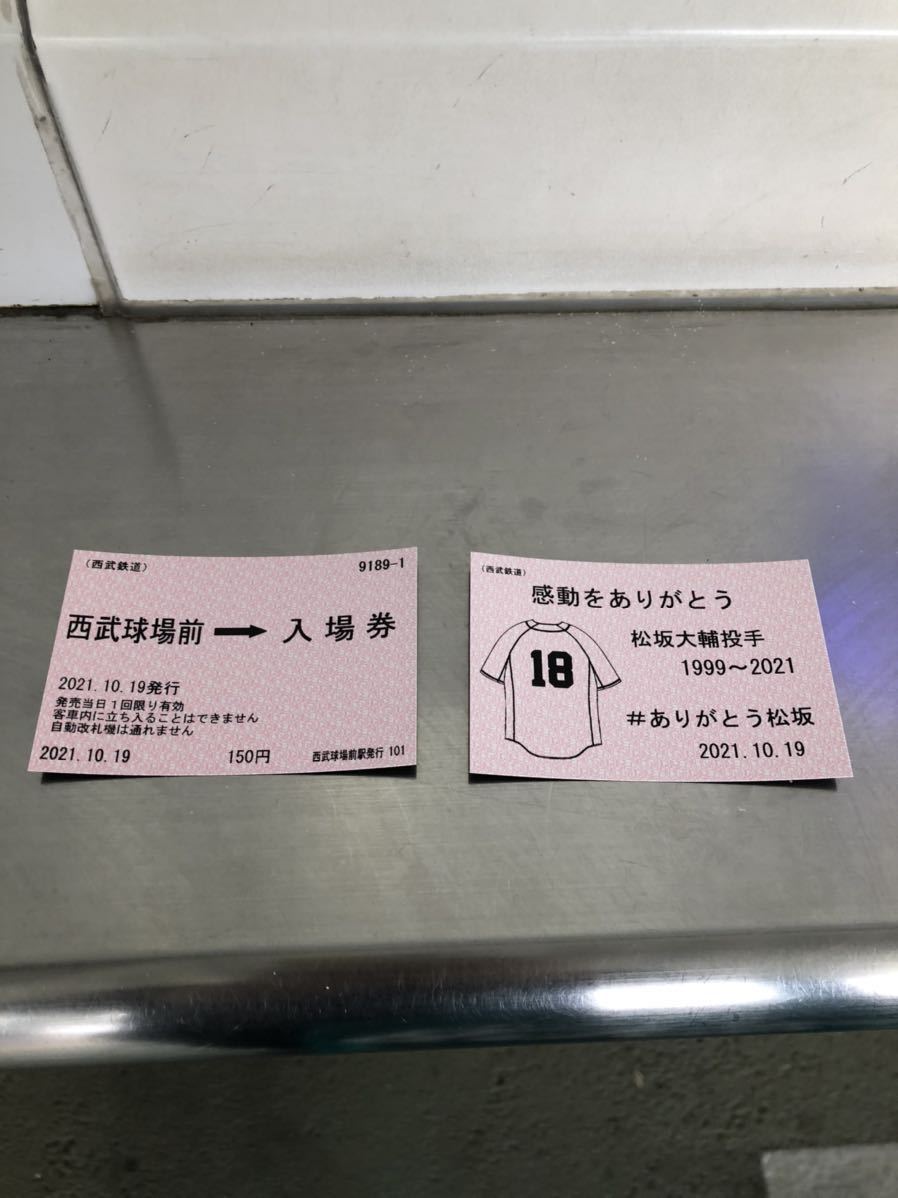 (西武鉄道)
9189-1
西武球場前 → 入場券
2021.10.19発行
発売当日1回限り有効
客車内に立ち入ることはできません
自動改札機は通れません
2021.10.19 150円 西武球場前駅発行 101
(西武鉄道)
感動をありがとう
18
松坂大輔投手
1999〜2021
#ありがとう松坂
2021.10.19